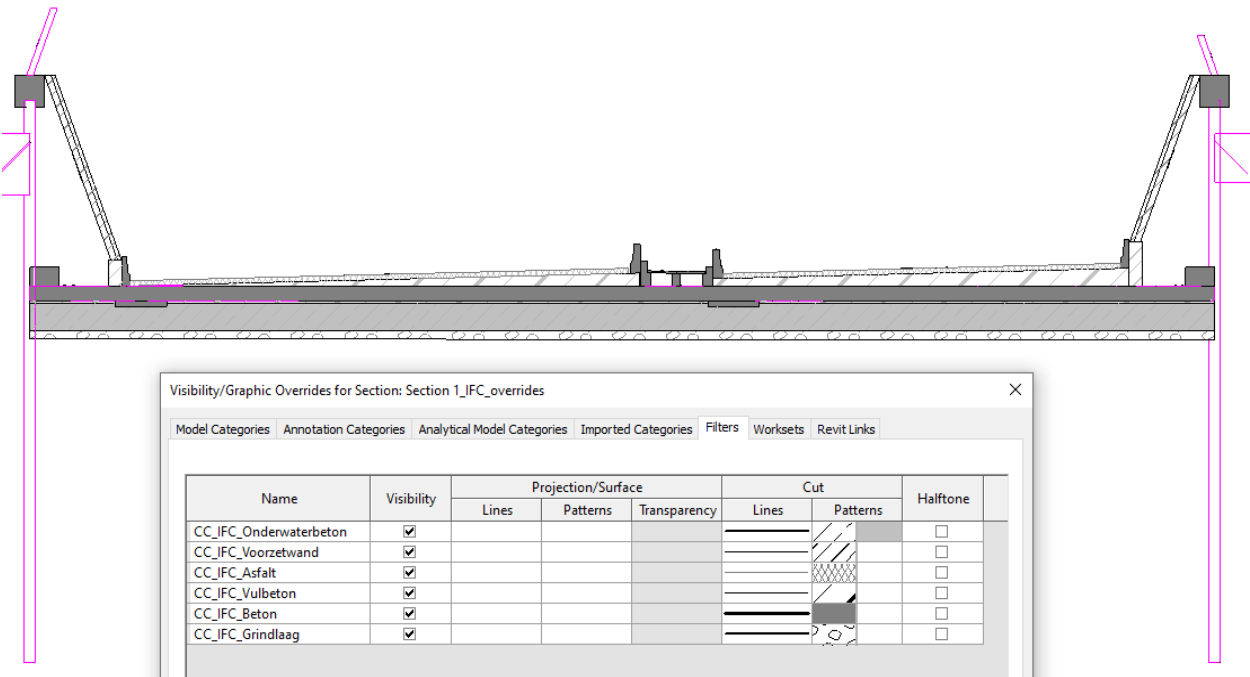 Visibility/Graphic Overrides for Section: Section 1_IFC_overrides
Model Categories Annotation Categories Analytical Model Categories Imported Categories Filters Worksets Revit Links
Name Visibility Projection/Surface Cut Halftone
Lines Patterns Transparency Lines Patterns
CC_IFC_Onderwaterbeton
CC_IFC_Voorzetwand
CC_IFC_Asfalt
CC_IFC_Vulbeton
CC_IFC_Beton
CC_IFC_Grindlaag